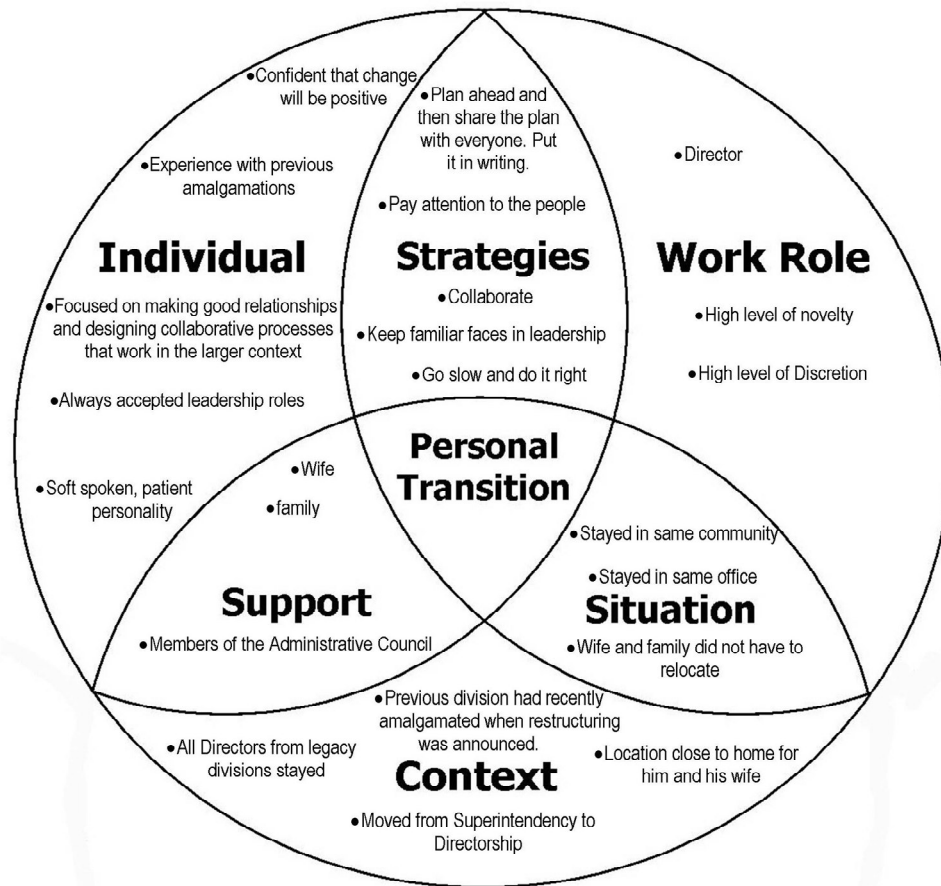 ●Confident that change
will be positive
●Plan ahead and
then share the plan
with everyone. Put
it in writing.
●Director
●Experience with previous
amalgamations
●Pay attention to the people
Individual
Strategies
Work Role
●Focused on making good relationships
and designing collaborative processes
that work in the larger context
●Collaborate
●High level of novelty
●Keep familiar faces in leadership
●Go slow and do it right
●High level of Discretion
●Always accepted leadership roles
Personal
Transition
●Wife
●Soft spoken, patient
personality
●family
●Stayed in same community
●Stayed in same office
Support
Situation
●Members of the Administrative Council
●Wife and family did not have to
relocate
●Previous division had recently
amalgamated when restructuring
was announced.
●All Directors from legacy
divisions stayed
●Location close to home for
him and his wife
Context
●Moved from Superintendency to
Directorship